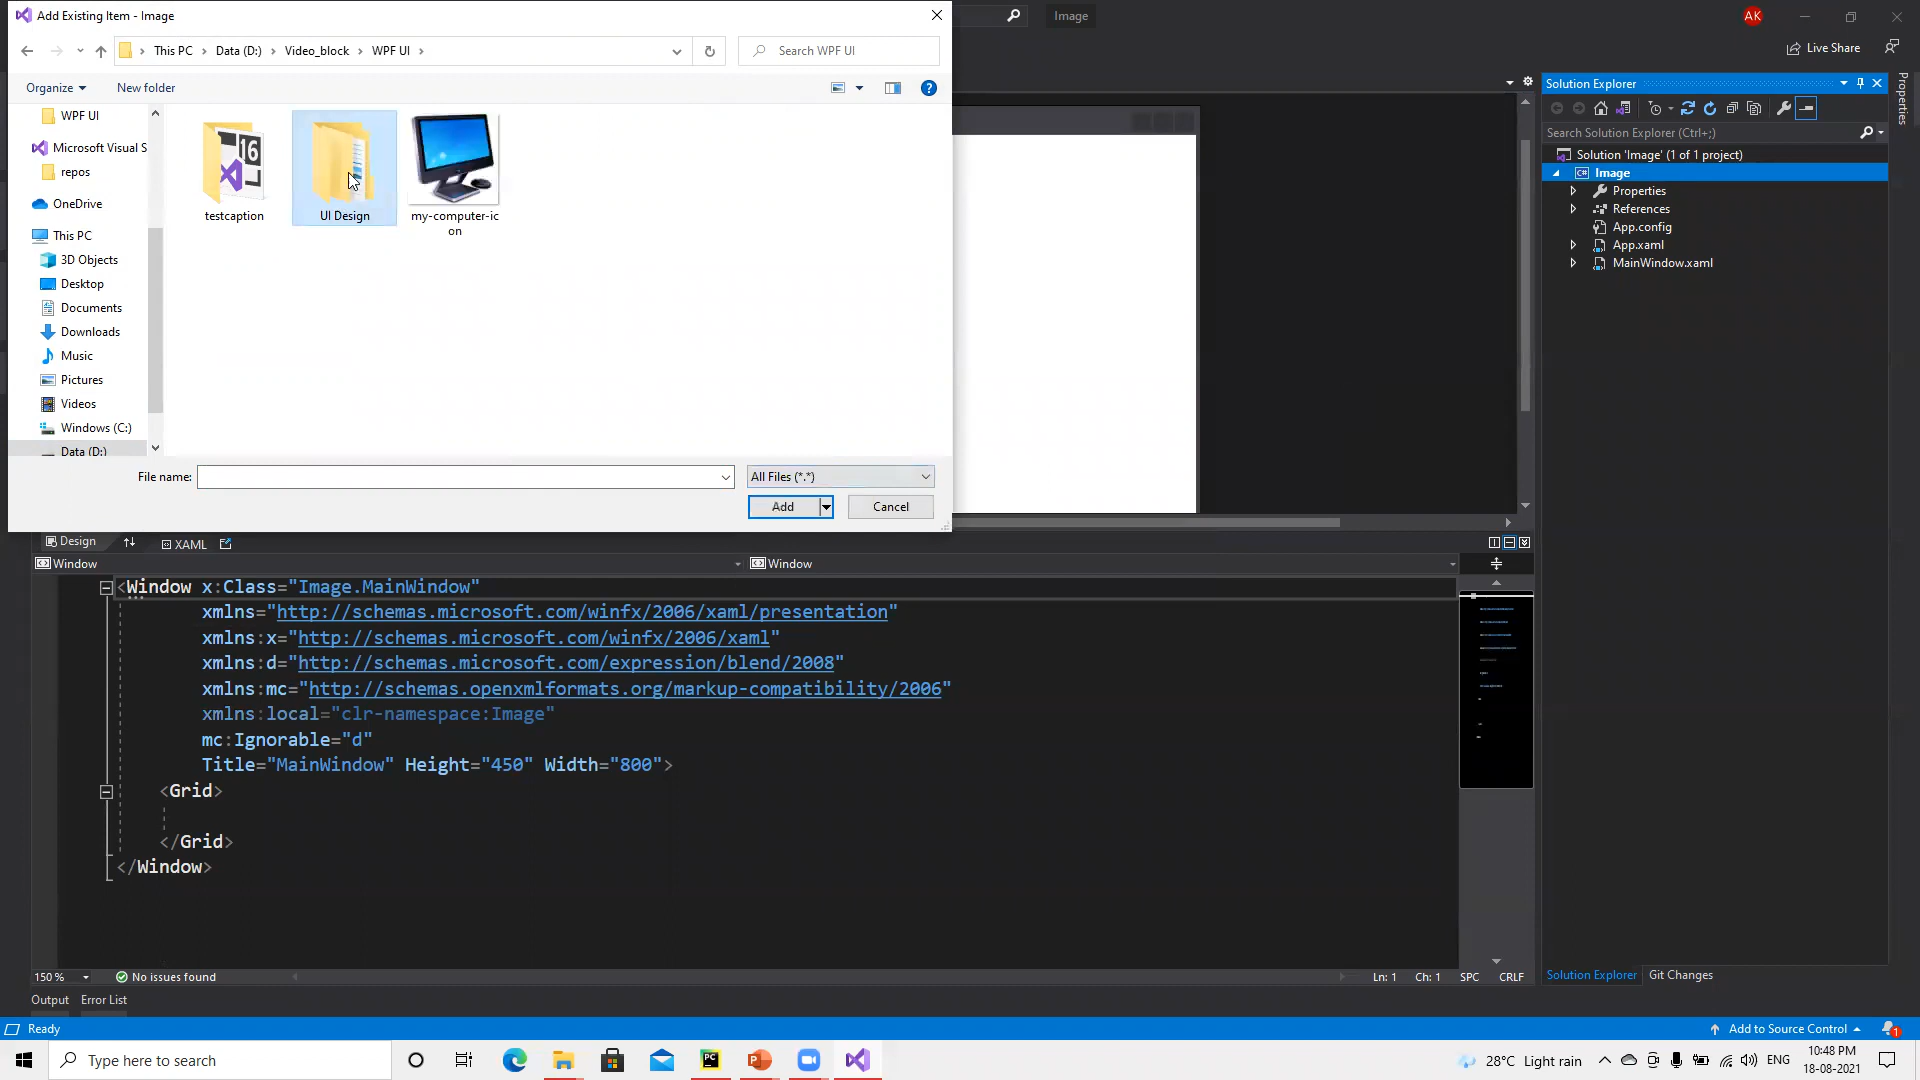 Add Existing Item - Image
Image
AK
This PC
Data (D:)
Video_block
WPF UI
Search WPF UI
Live Share
Organize
New folder
WPF UI
Microsoft Visual S
repos
OneDrive
This PC
3D Objects
Desktop
Documents
Downloads
Music
Pictures
Videos
Windows (C:)
Data (D:)
16
testcaption
UI Design
my-computer-ic
on
File name:
All Files (*.*)
Add
Cancel
Solution Explorer
Search Solution Explorer (Ctrl+;)
Solution 'Image' (1 of 1 project)
C# Image
Properties
References
App.config
App.xaml
MainWindow.xaml
Properties
Design
XAML
Window
Window
<Window x:Class="Image.MainWindow"
xmlns="http://schemas.microsoft.com/winfx/2006/xaml/presentation"
xmlns:x="http://schemas.microsoft.com/winfx/2006/xaml"
xmlns:d="http://schemas.microsoft.com/expression/blend/2008"
xmlns:mc="http://schemas.openxmlformats.org/markup-compatibility/2006"
xmlns:local="clr-namespace:Image"
mc:Ignorable="d"
Title="MainWindow" Height="450" Width="800">
<Grid>
</Grid>
</Window>
150 %
No issues found
Ln: 1
Ch: 1
SPC
CRLF
Solution Explorer
Git Changes
Output
Error List
Ready
Add to Source Control
1
Type here to search
PC
28°C Light rain
ENG
10:48 PM
18-08-2021